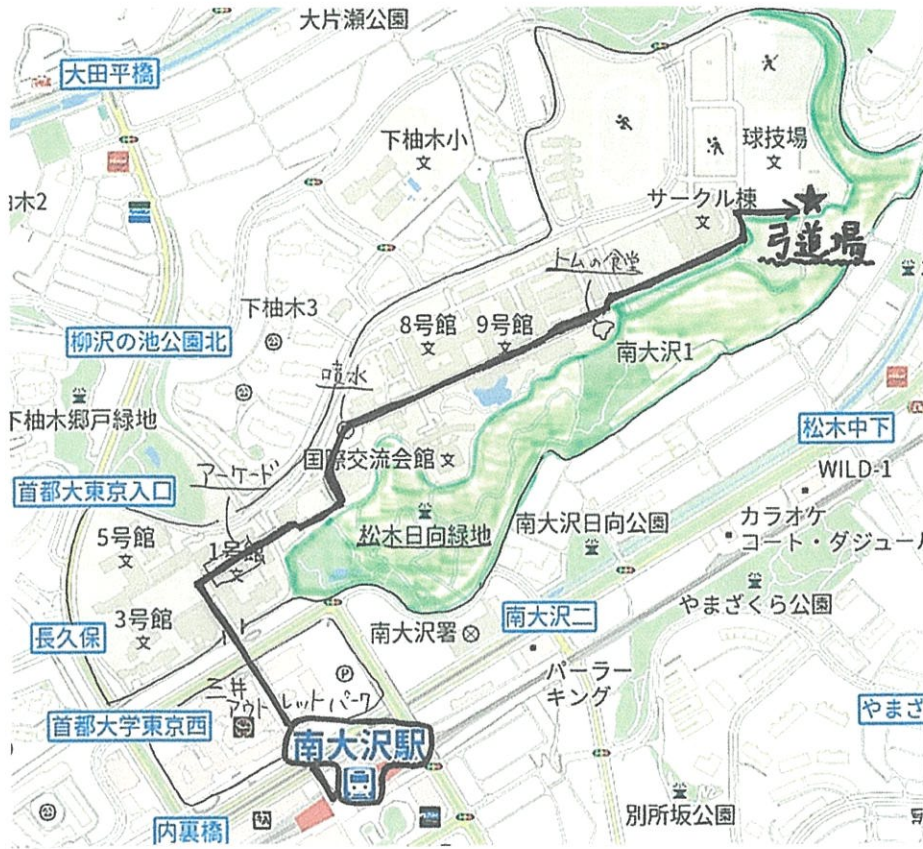 大片瀬公園
大田平橋
下柚木小
球技場
木2
サークル棟
弓道場
トムの食堂
下柚木3
8号館
9号館
柳沢の池公園北
南大沢1
噴水
下柚木郷戸緑地
松木中下
アーケード
国際交流会館
WILD-1
首都大東京入口
カラオケ
コート・ダジュール
5号館
1号館
松木日向緑地
南大沢日向公園
やまざくら公園
3号館
長久保
南大沢署
南大沢二
パーラー
キング
三井
アウトレットパーク
首都大学東京西
やまざ
南大沢駅
内裏橋
別所坂公園